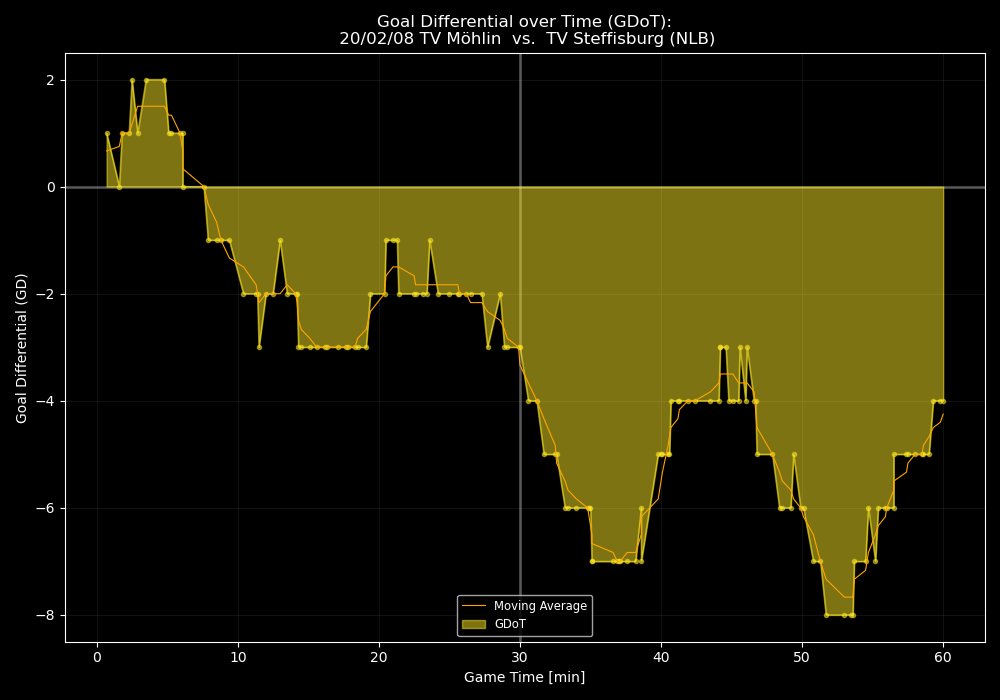 Goal Differential over Time (GDoT):
20/02/08 TV Möhlin  vs.  TV Steffisburg (NLB)
Goal Differential (GD)
2
0
−2
−4
−6
−8
Moving Average
GDoT
0 10 20 30 40 50 60
Game Time [min]